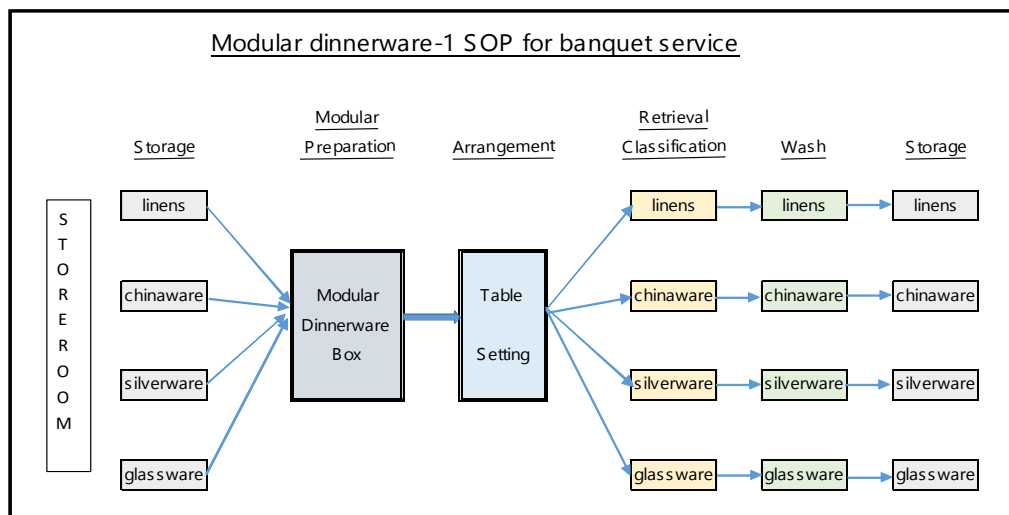 Modular dinnerware-1 SOP for banquet service
Storage
Modular
Preparation
Arrangement
Retrieval
Classification
Wash
Storage
STOREROOM
linens
chinaware
silverware
glassware
Modular
Dinnerware
Box
Table
Setting
linens
chinaware
silverware
glassware
linens
chinaware
silverware
glassware
linens
chinaware
silverware
glassware